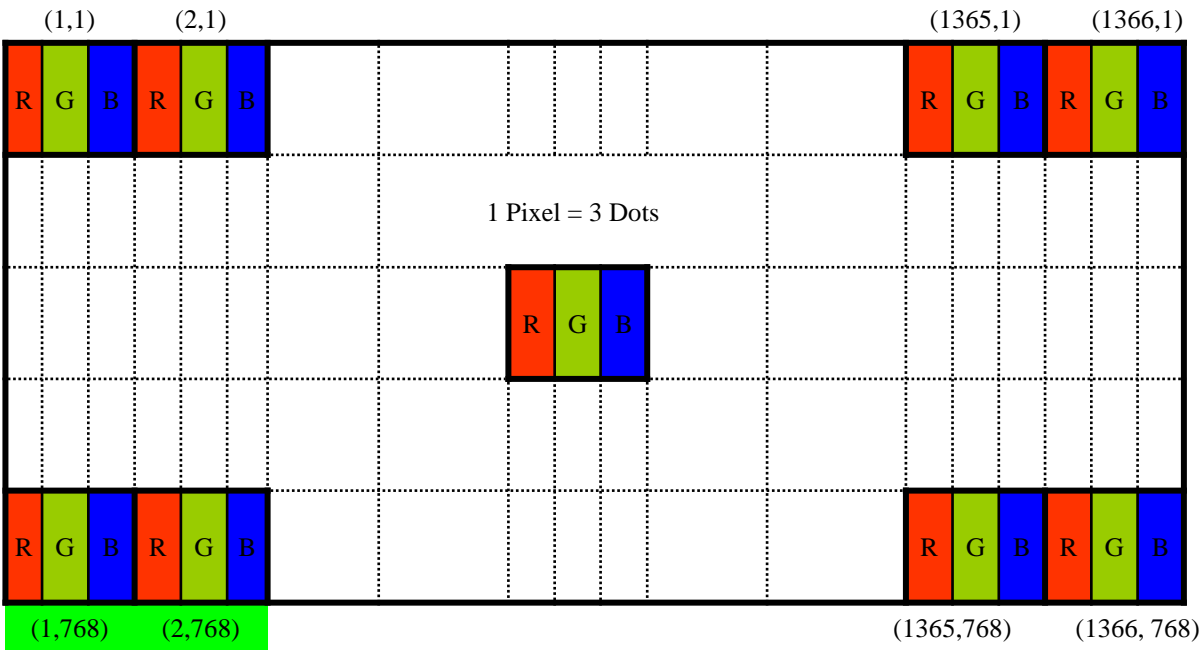 (1,1) (2,1) (1365,1) (1366,1)
R G B R G B R G B R G B
1 Pixel = 3 Dots
R G B
R G B R G B R G B R G B
(1,768) (2,768) (1365,768) (1366, 768)